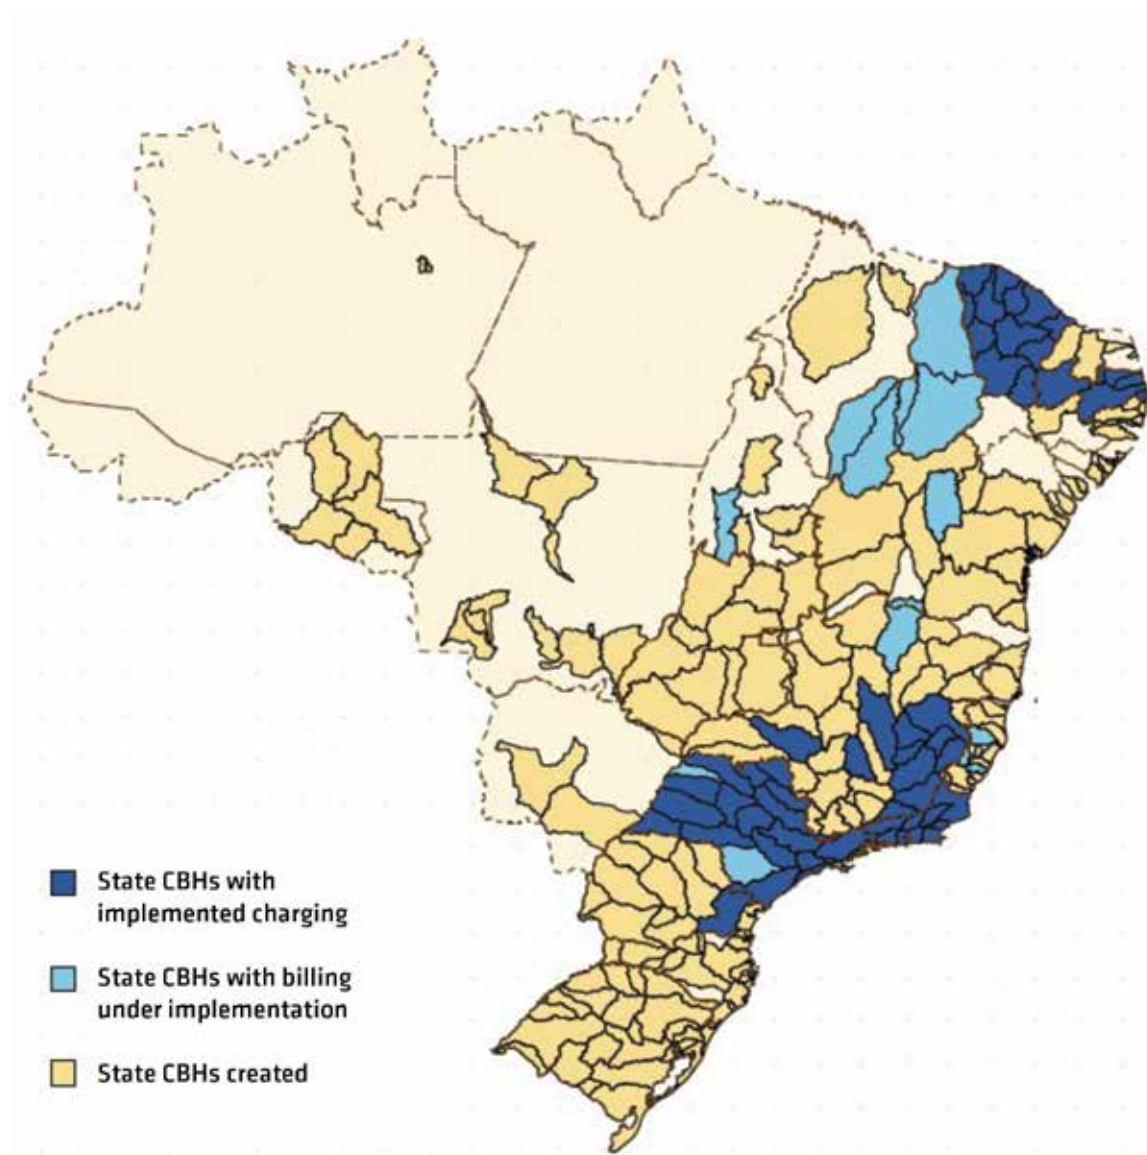 State CBHs with
implemented charging
State CBHs with billing
under implementation
State CBHs created